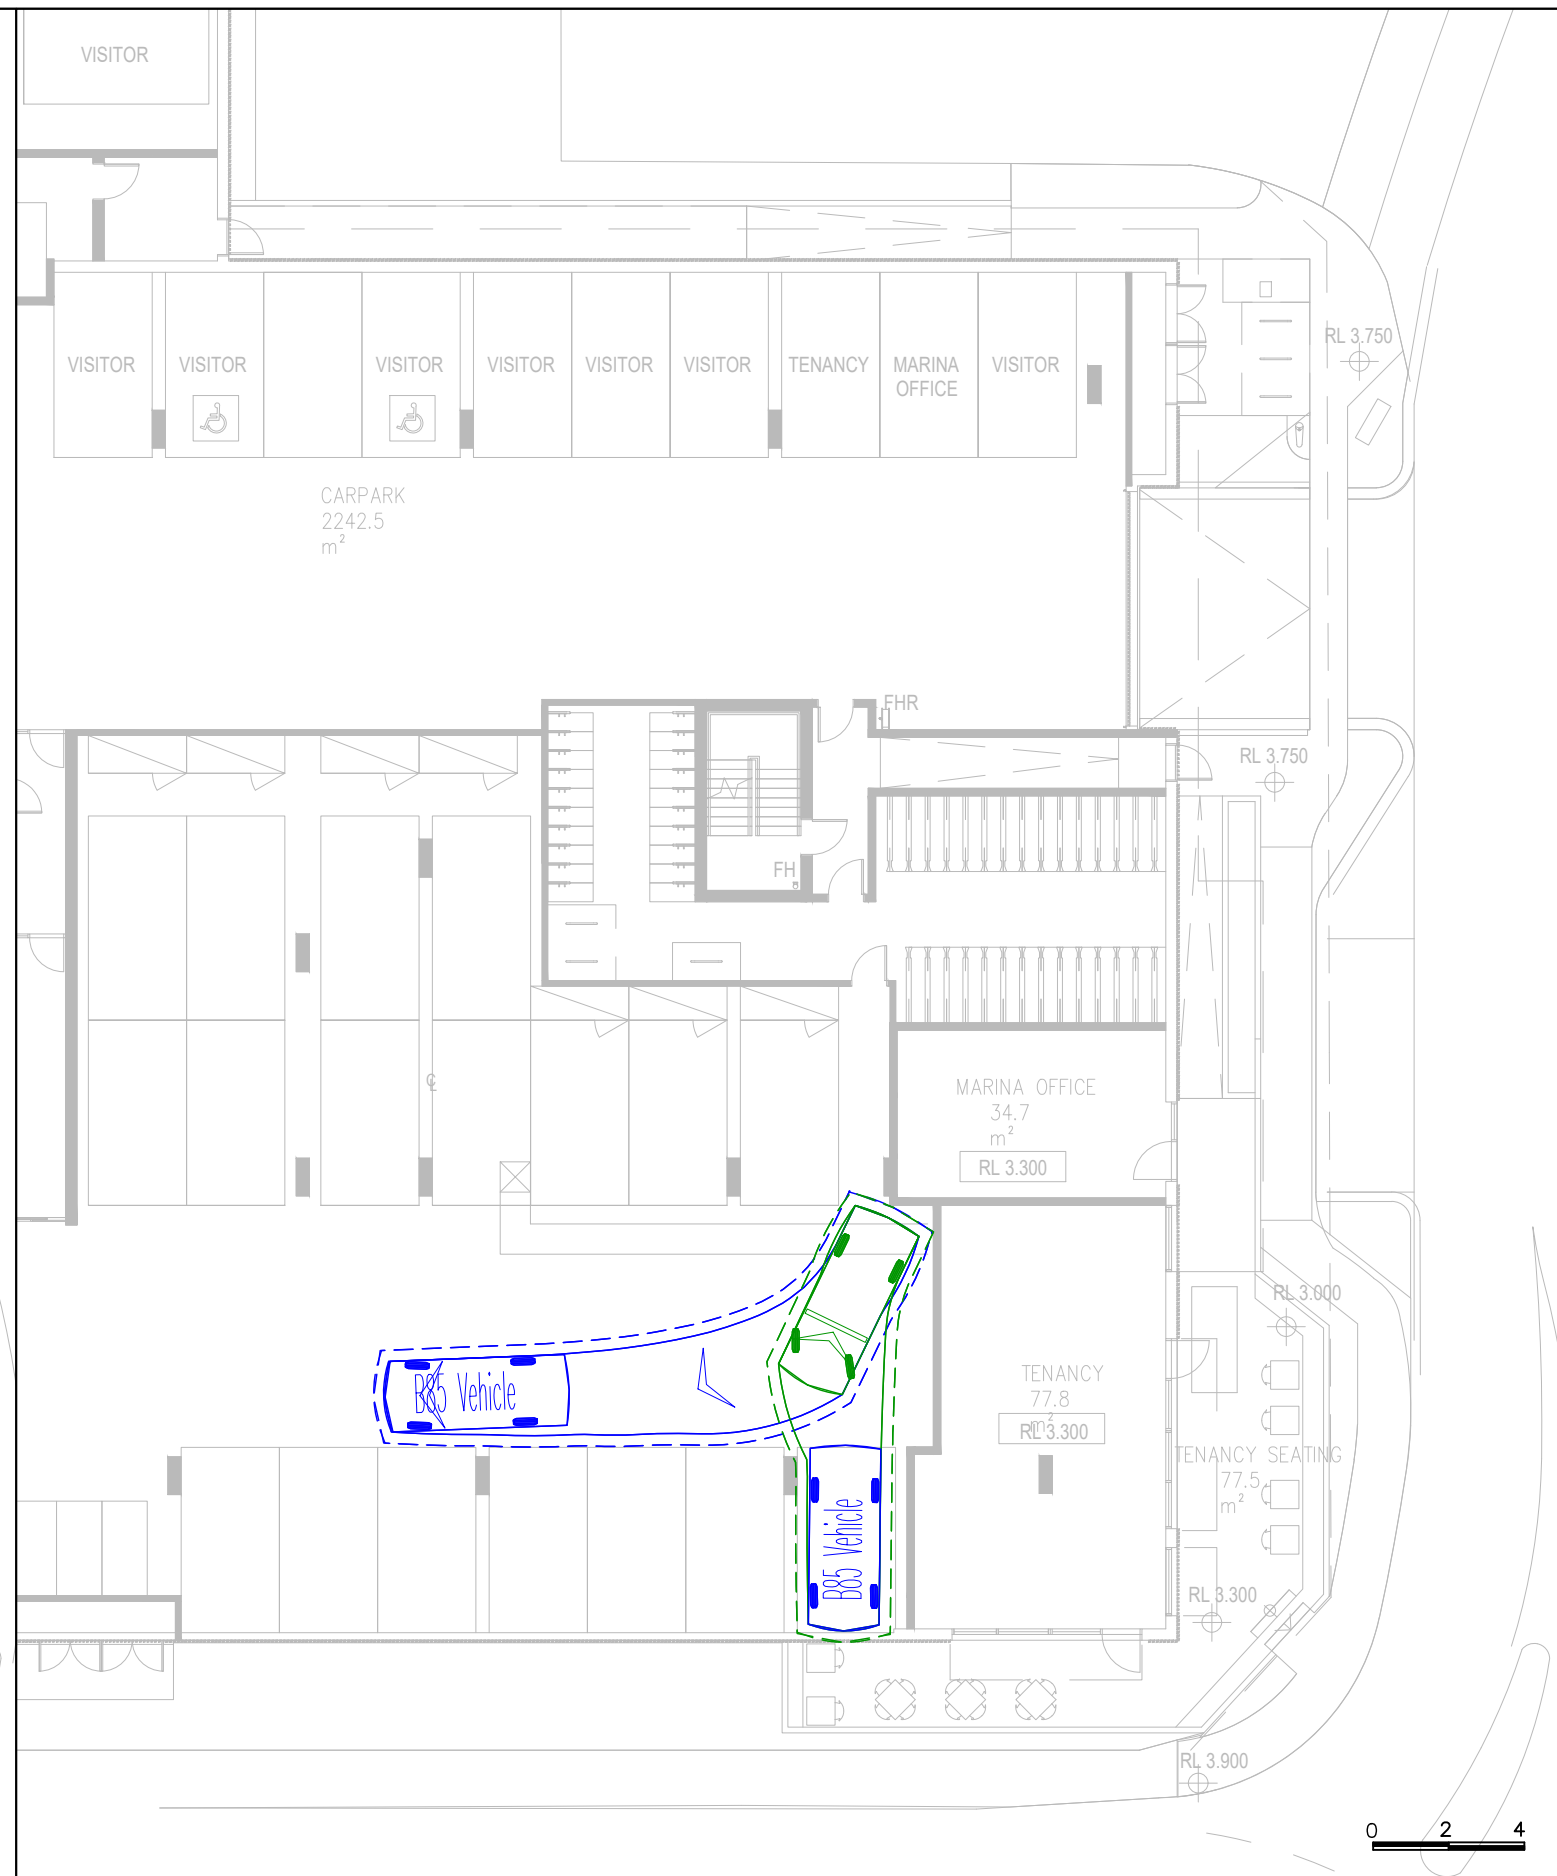 VISITOR
VISITOR
VISITOR
VISITOR
VISITOR
VISITOR
VISITOR
TENANCY
MARINA
OFFICE
VISITOR
RL 3.750
CARPARK
2242.5
m²
FHR
RL 3.750
FH
℄
MARINA OFFICE
34.7
m²
RL 3.300
RL 3.000
B85 Vehicle
TENANCY
77.8
m²
RL 3.300
TENANCY SEATING
77.5
m²
B85 Vehicle
RL 3.300
RL 3.900
0 2 4